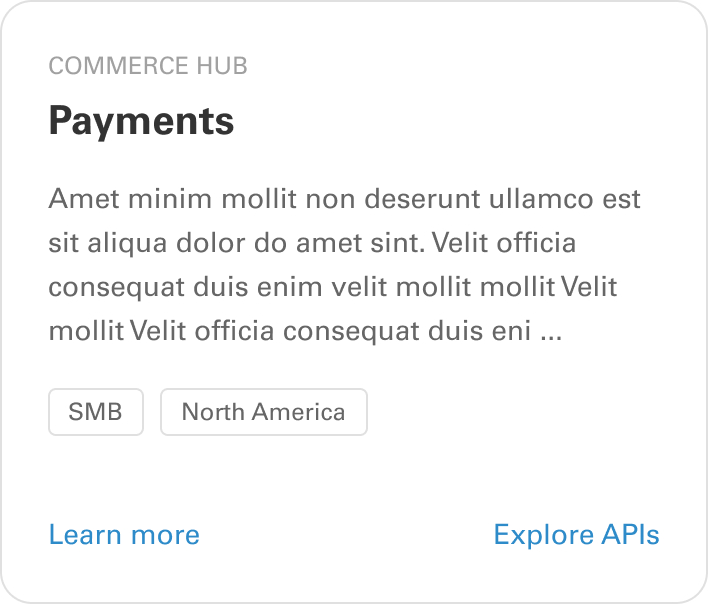 COMMERCE HUB
Payments
Amet minim mollit non deserunt ullamco est
sit aliqua dolor do amet sint. Velit officia
consequat duis enim velit mollit mollit Velit
mollit Velit officia consequat duis eni ...
SMB North America
Learn more Explore APIs